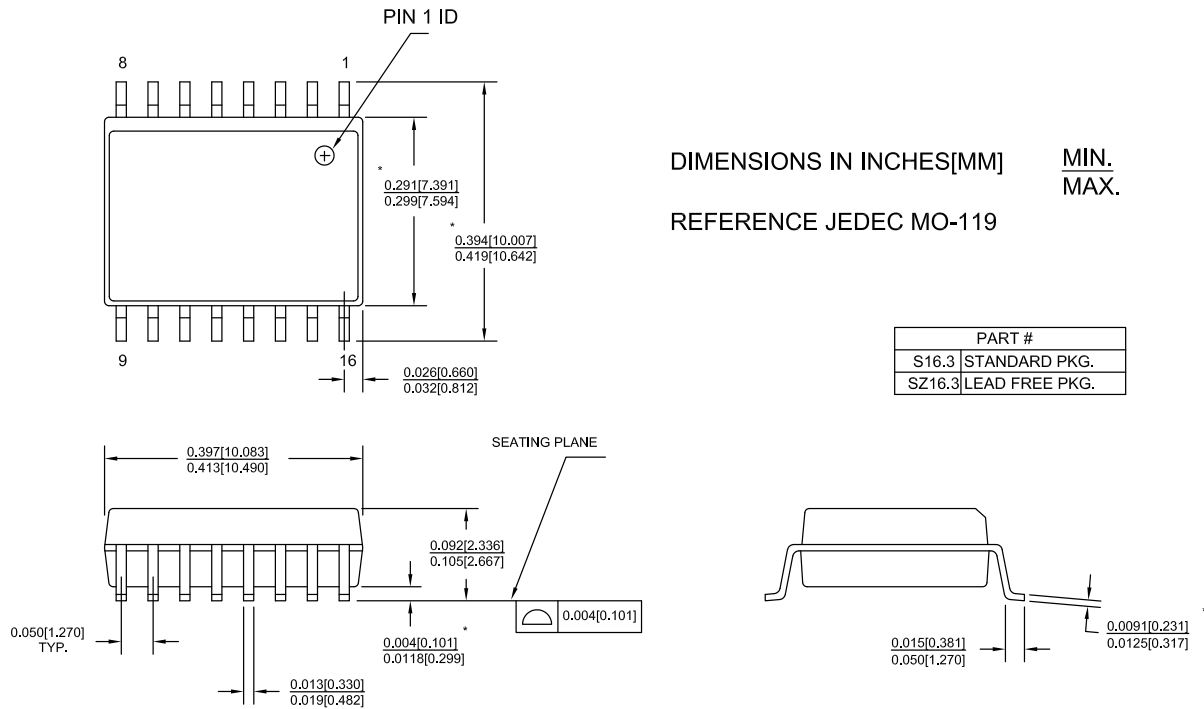 PIN 1 ID
8
1
*
0.291[7.391]
0.299[7.594]
*
0.394[10.007]
0.419[10.642]
9
16
0.026[0.660]
0.032[0.812]
DIMENSIONS IN INCHES[MM]
MIN.
MAX.
REFERENCE JEDEC MO-119
PART #
S16.3 STANDARD PKG.
SZ16.3 LEAD FREE PKG.
0.397[10.083]
0.413[10.490]
SEATING PLANE
0.092[2.336]
0.105[2.667]
0.004[0.101]
0.050[1.270]
TYP.
*
0.004[0.101]
0.0118[0.299]
0.013[0.330]
0.019[0.482]
*
0.0091[0.231]
0.0125[0.317]
0.015[0.381]
0.050[1.270]